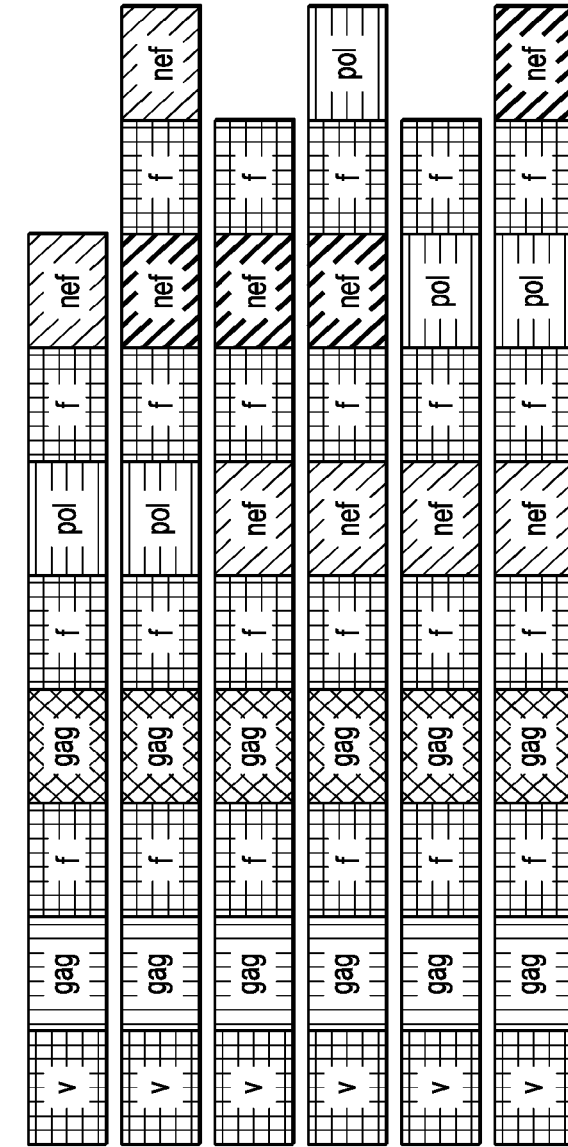 v gag f gag f pol f nef
v gag f gag f pol f nef f nef
v gag f gag f nef f nef f
v gag f gag f nef f nef f pol
v gag f gag f nef f pol f
v gag f gag f nef f pol f nef